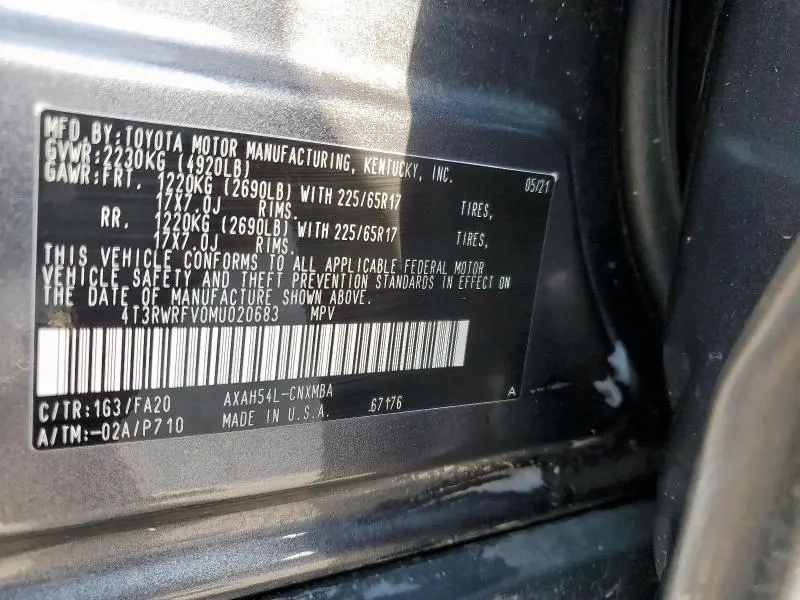 MFD.BY:TOYOTA MOTOR MANUFACTURING, KENTUCKY, INC.
GVWR:2230KG (4920LB) 05/21
GAWR:FRT. 1220KG (2690LB) WITH 225/65R17 TIRES,
17X7.0J RIMS.
RR. 1220KG (2690LB) WITH 225/65R17 TIRES,
17X7.0J RIMS.
THIS VEHICLE CONFORMS TO ALL APPLICABLE FEDERAL MOTOR
VEHICLE SAFETY AND THEFT PREVENTION STANDARDS IN EFFECT ON
THE DATE OF MANUFACTURE SHOWN ABOVE.
4T3RWRFV0MU020683 MPV
C/TR:1G3/FA20 AXAH54L-CNXMBA A
A/TM:-02A/P710 MADE IN U.S.A. 67176